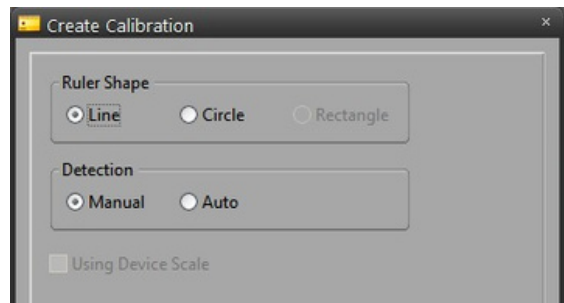 Create Calibration
Ruler Shape
Line Circle Rectangle
Detection
Manual Auto
Using Device Scale